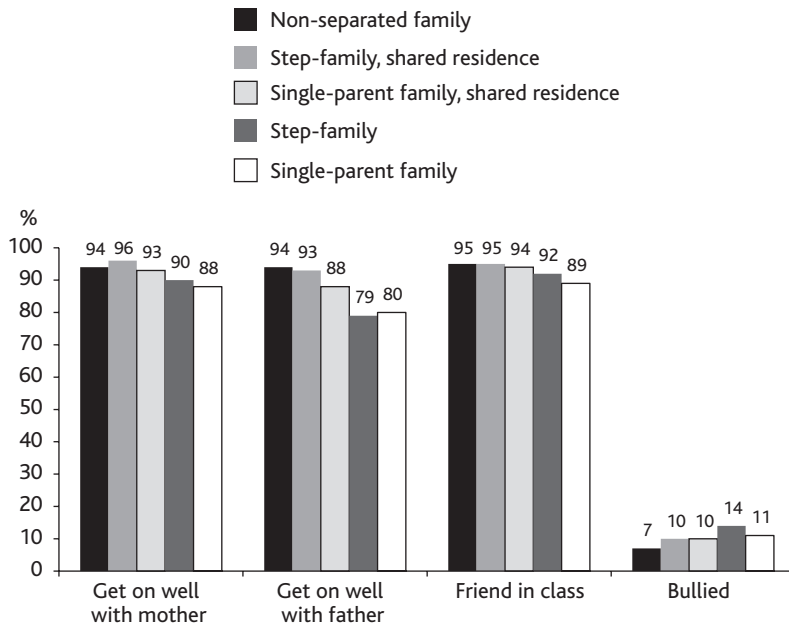 Non-separated family
Step-family, shared residence
Single-parent family, shared residence
Step-family
Single-parent family
%
100
90
80
70
60
50
40
30
20
10
0
94 96 93 90 88
94 93 88 79 80
95 95 94 92 89
7 10 10 14 11
Get on well
with mother
Get on well
with father
Friend in class
Bullied